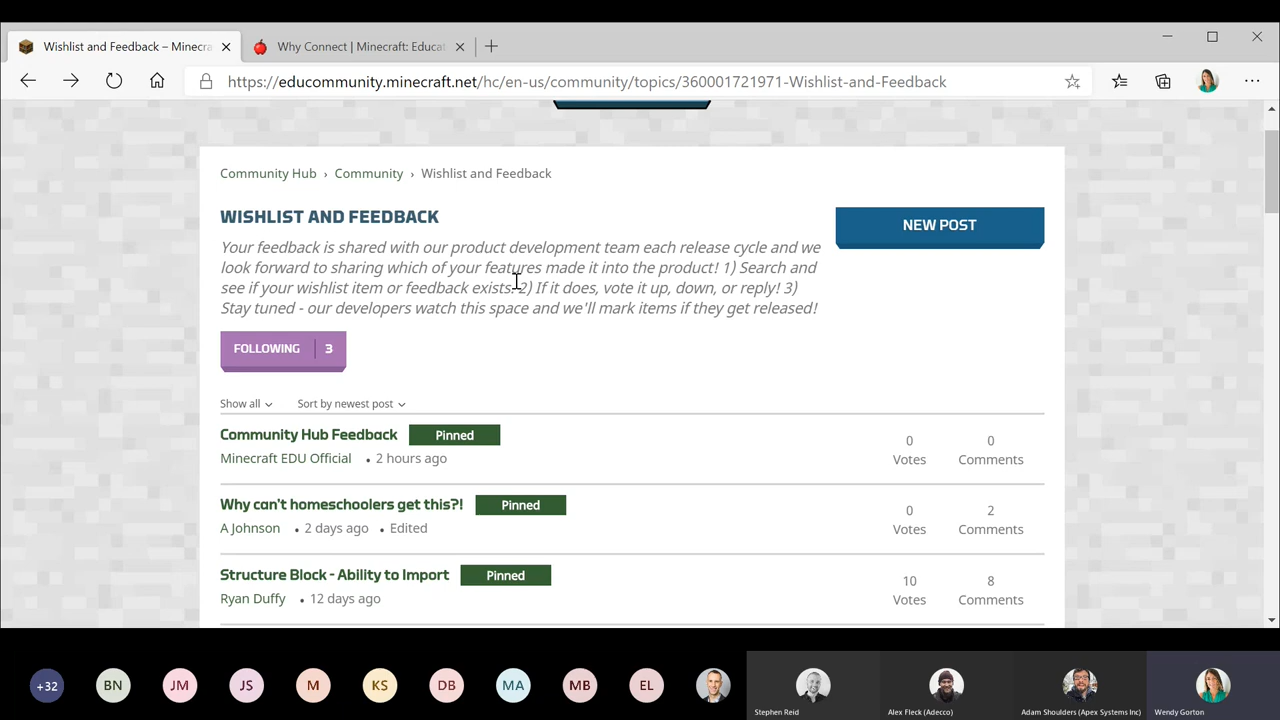 Wishlist and Feedback – Minecra
Why Connect | Minecraft: Educat
https://educommunity.minecraft.net/hc/en-us/community/topics/360001721971-Wishlist-and-Feedback
Community Hub › Community › Wishlist and Feedback
WISHLIST AND FEEDBACK
NEW POST
Your feedback is shared with our product development team each release cycle and we
look forward to sharing which of your features made it into the product! 1) Search and
see if your wishlist item or feedback exists. 2) If it does, vote it up, down, or reply! 3)
Stay tuned - our developers watch this space and we'll mark items if they get released!
FOLLOWING 3
Show all Sort by newest post
Community Hub Feedback Pinned
Minecraft EDU Official • 2 hours ago
0 Votes
0 Comments
Why can't homeschoolers get this?! Pinned
A Johnson • 2 days ago • Edited
0 Votes
2 Comments
Structure Block - Ability to Import Pinned
Ryan Duffy • 12 days ago
10 Votes
8 Comments
+32 BN JM JS M KS DB MA MB EL
Stephen Reid
Alex Fleck (Adecco)
Adam Shoulders (Apex Systems Inc)
Wendy Gorton